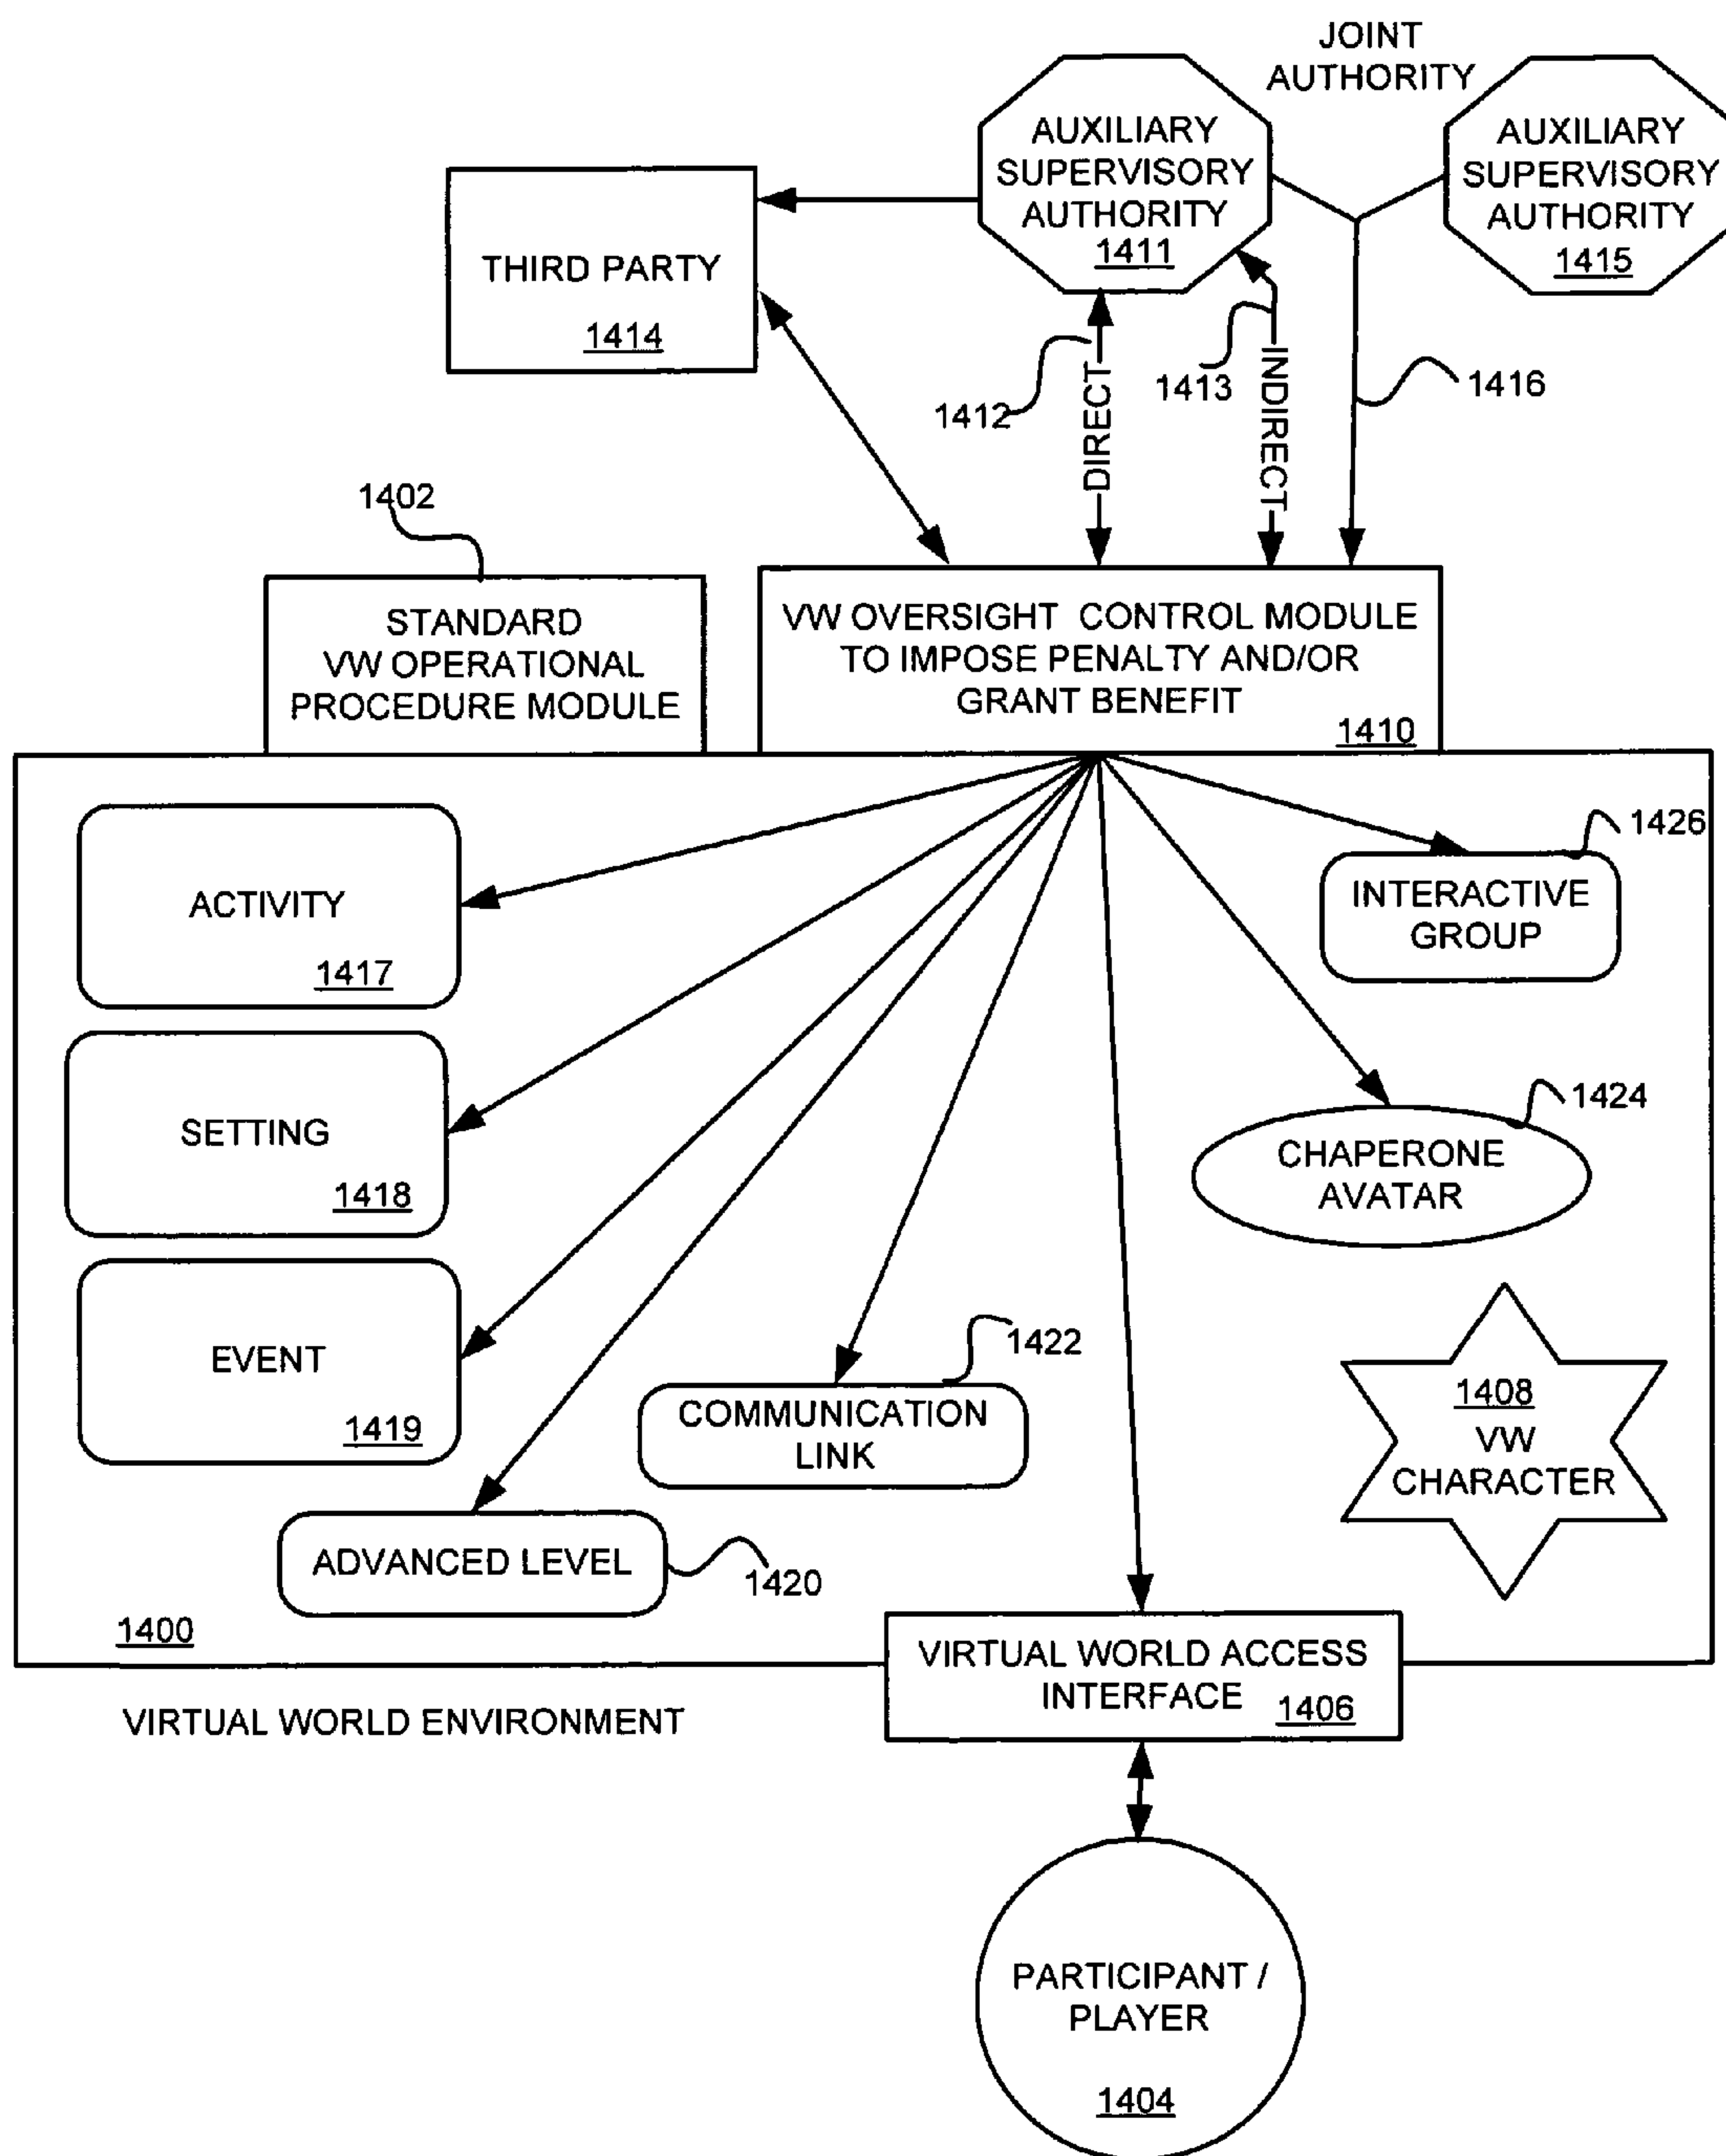 JOINT
AUTHORITY
AUXILIARY
SUPERVISORY
AUTHORITY
1411
AUXILIARY
SUPERVISORY
AUTHORITY
1415
THIRD PARTY
1414
1412
DIRECT
1413
INDIRECT
1416
1402
STANDARD
VW OPERATIONAL
PROCEDURE MODULE
VW OVERSIGHT CONTROL MODULE
TO IMPOSE PENALTY AND/OR
GRANT BENEFIT
1410
ACTIVITY
1417
1426
INTERACTIVE
GROUP
SETTING
1418
1424
CHAPERONE
AVATAR
EVENT
1419
1422
COMMUNICATION
LINK
1408
VW
CHARACTER
ADVANCED LEVEL
1420
1400
VIRTUAL WORLD ACCESS
INTERFACE
1406
VIRTUAL WORLD ENVIRONMENT
PARTICIPANT /
PLAYER
1404